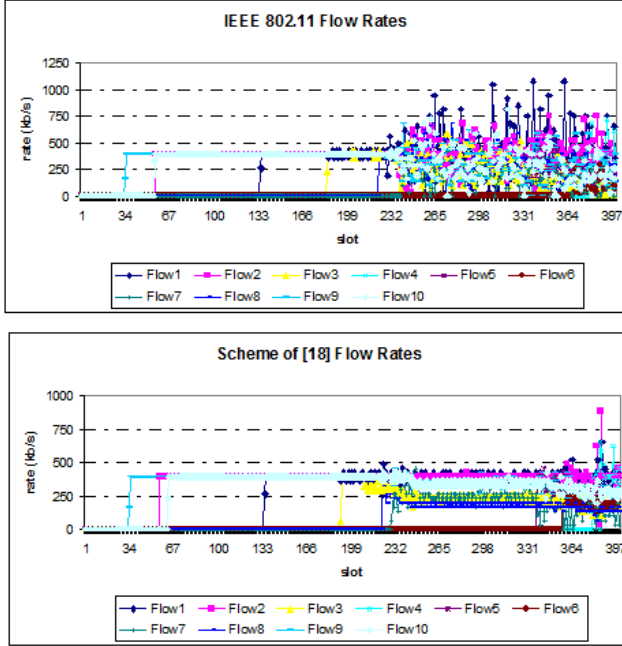 IEEE 802.11 Flow Rates
1250
1000
750
500
250
0
rate (kb/s)
1 34 67 100 133 166 199 232 265 298 331 364 397
slot
Flow1 Flow2 Flow3 Flow4 Flow5 Flow6
Flow7 Flow8 Flow9 Flow10
Scheme of [18] Flow Rates
1000
750
500
250
0
rate (kb/s)
1 34 67 100 133 166 199 232 265 298 331 364 397
slot
Flow1 Flow2 Flow3 Flow4 Flow5 Flow6
Flow7 Flow8 Flow9 Flow10